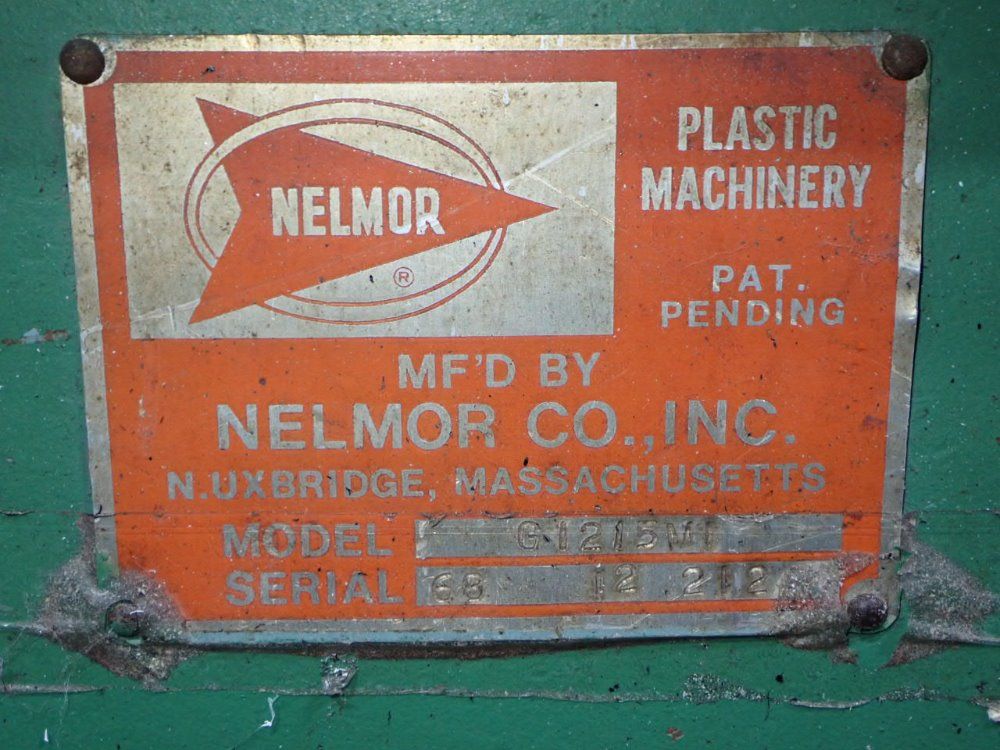 NELMOR
®
PLASTIC
MACHINERY
PAT.
PENDING
MF'D BY
NELMOR CO.,INC.
N.UXBRIDGE, MASSACHUSETTS
MODEL G1215M1
SERIAL 68 12 212